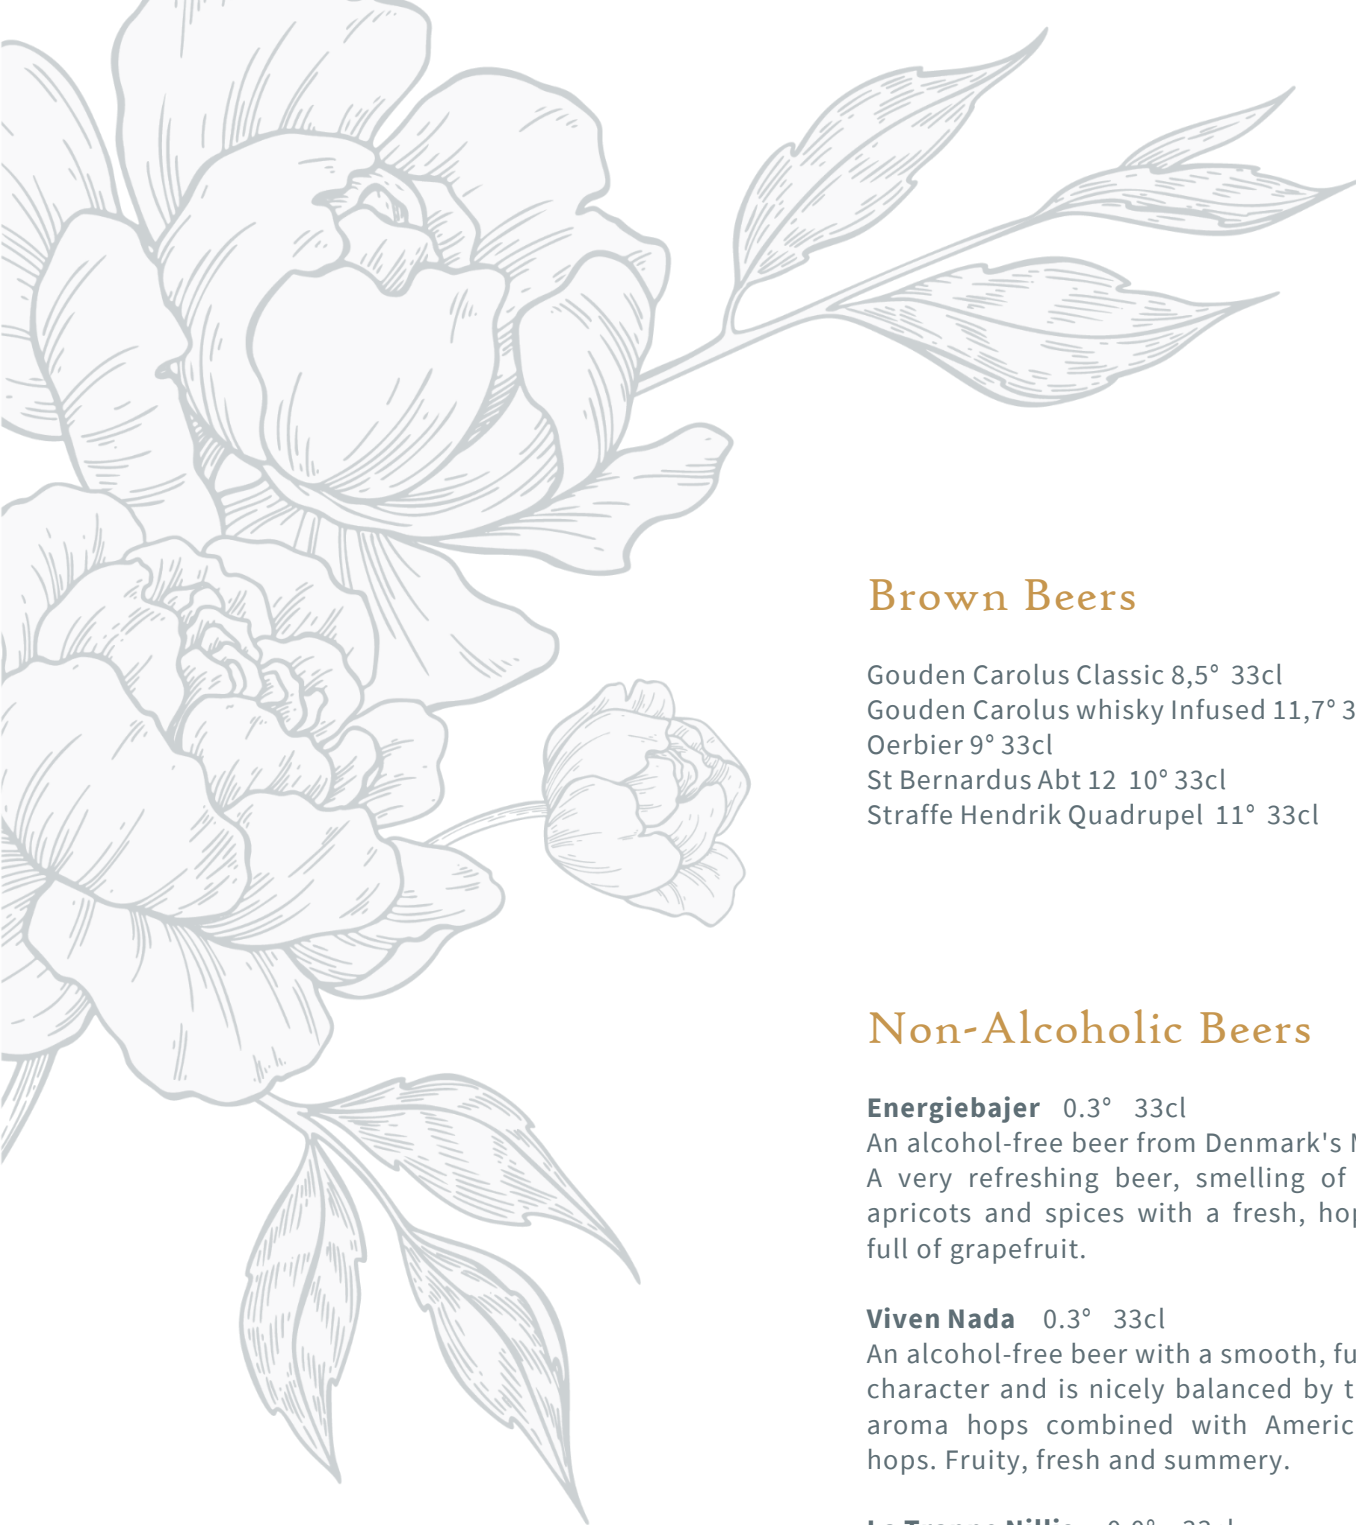 Brown Beers
Gouden Carolus Classic 8,5° 33cl
Gouden Carolus whisky Infused 11,7° 3
Oerbier 9° 33cl
St Bernardus Abt 12 10° 33cl
Straffe Hendrik Quadrupel 11° 33cl
Non-Alcoholic Beers
Energiebajer 0.3° 33cl
An alcohol-free beer from Denmark's
A very refreshing beer, smelling of
apricots and spices with a fresh,
full of grapefruit.
Viven Nada 0.3° 33cl
An alcohol-free beer with a smooth,
character and is nicely balanced by
aroma hops combined with
hops. Fruity, fresh and summery.